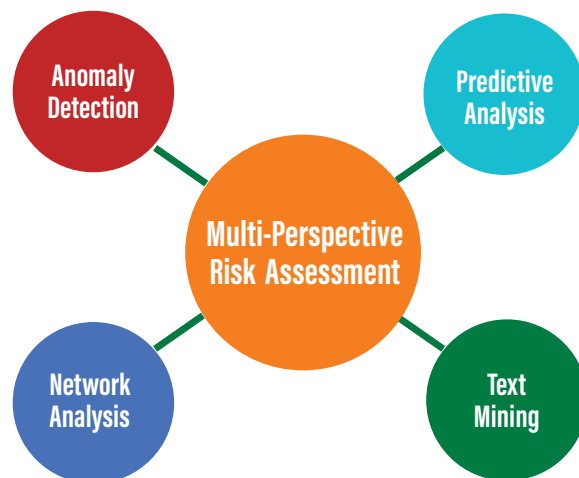 Anomaly
Detection
Predictive
Analysis
Multi-Perspective
Risk Assessment
Network
Analysis
Text
Mining